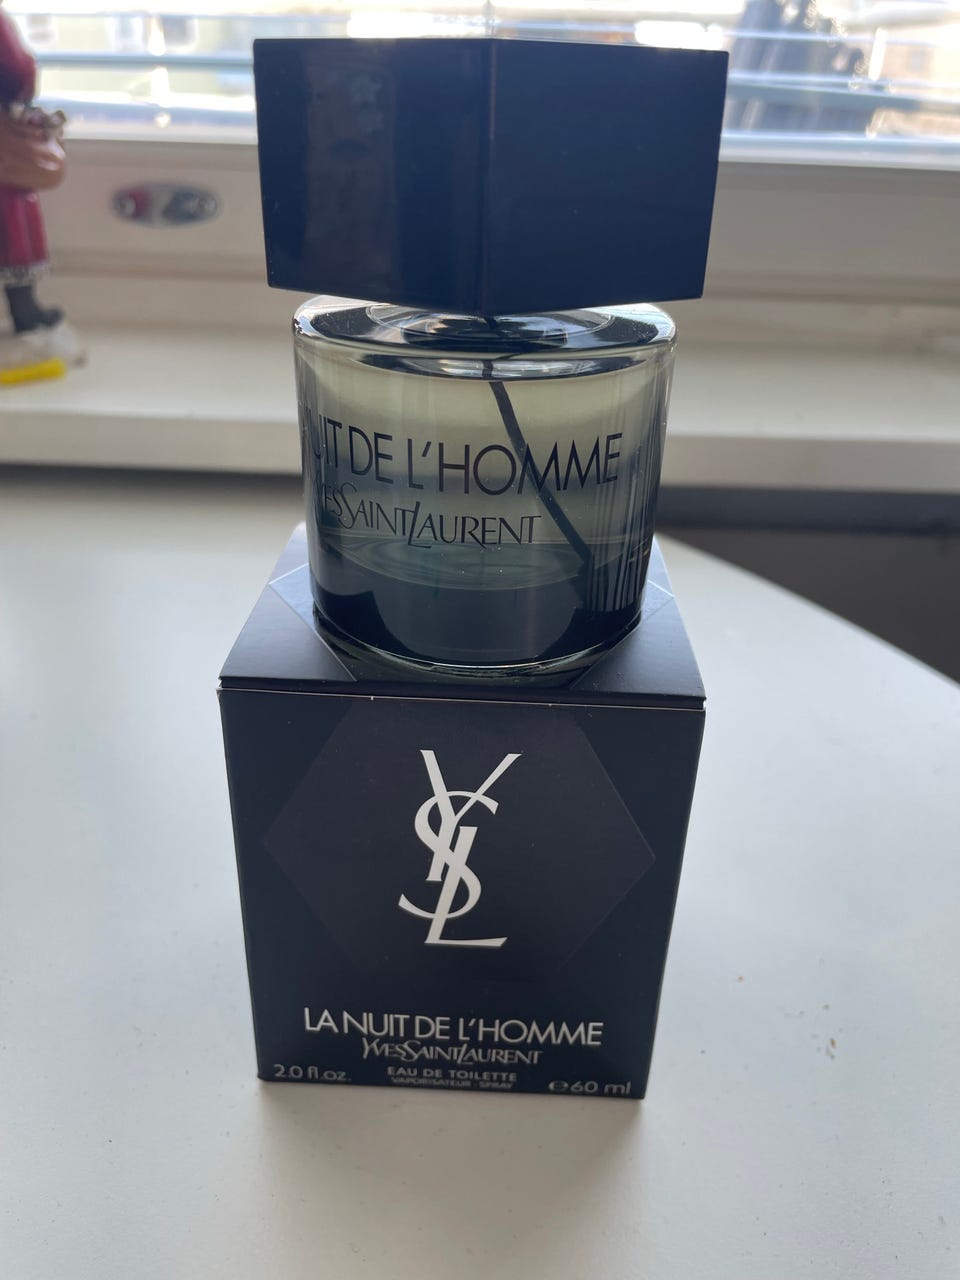 NUIT DE L'HOMME
YVESSAINTLAURENT
YSL
LA NUIT DE L'HOMME
YVESSAINTLAURENT
EAU DE TOILETTE
VAPORISATEUR - SPRAY
2.0 fl.oz. ℮60 ml